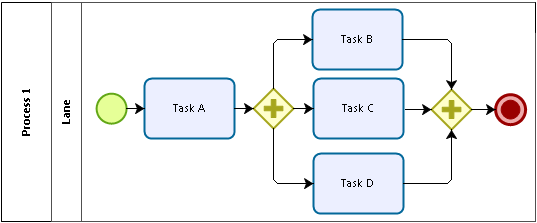 Process 1
Lane
Task A
Task B
Task C
Task D